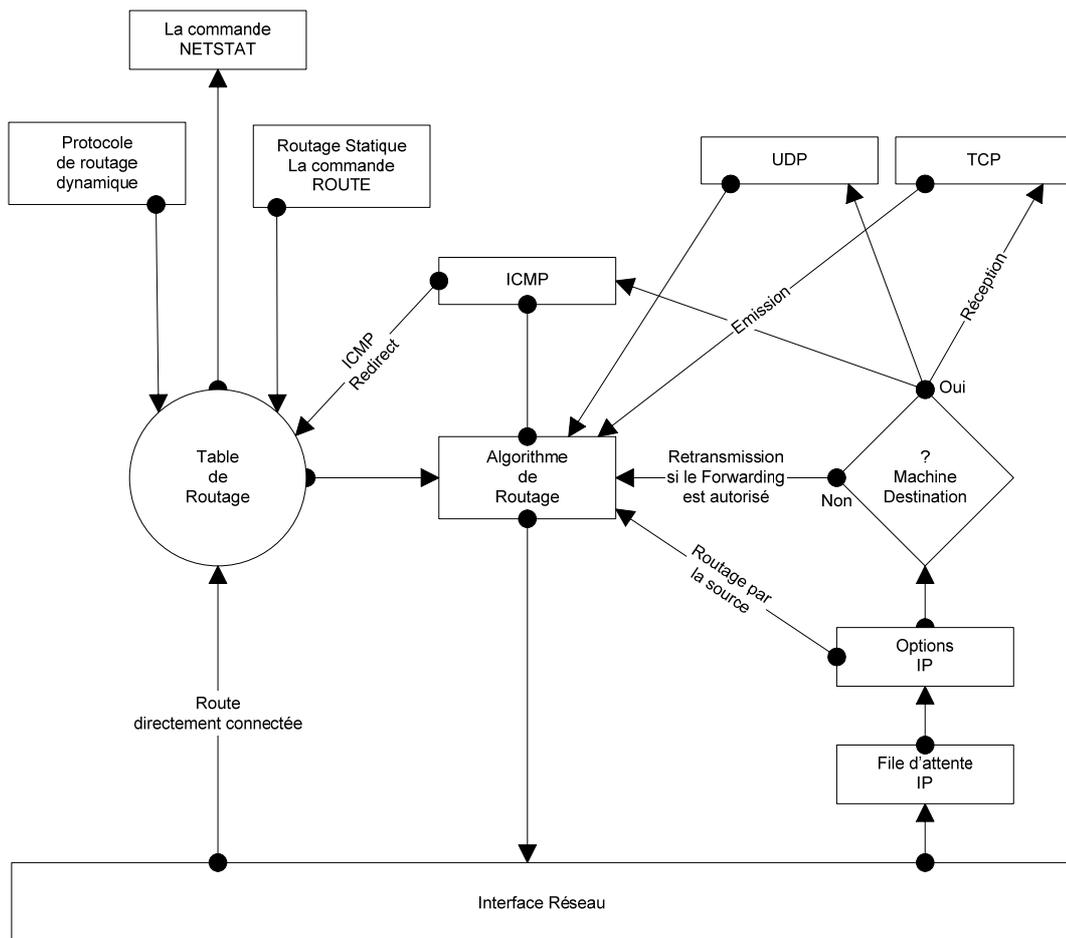 La commande
NETSTAT
Protocole
de routage
dynamique
Routage Statique
La commande
ROUTE
UDP
TCP
ICMP
Emission
Réception
ICMP
Redirect
Oui
Table
de
Routage
Algorithme
de
Routage
Retransmission
si le Forwarding
est autorisé
Non
?
Machine
Destination
Routage par
la source
Options
IP
Route
directement connectée
File d'attente
IP
Interface Réseau